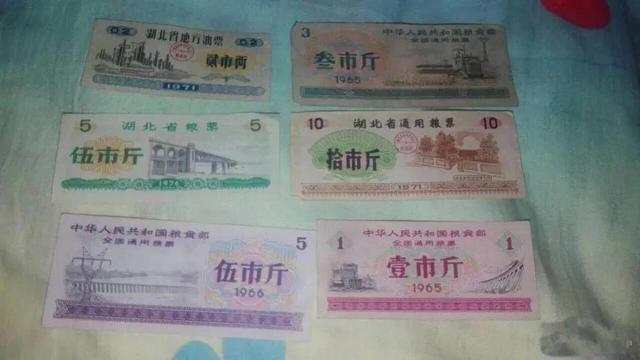 湖北省地方油票
0.2 0.2
贰市两
1971
3
中华人民共和国粮食部
全国通用粮票
叁市斤
1965
5 湖北省粮票 5
伍市斤
10 湖北省通用粮票 10
拾市斤
1971
中华人民共和国粮食部
全国通用粮票
5
伍市斤
1966
中华人民共和国粮食部
1 全国通用粮票 1
壹市斤
1965